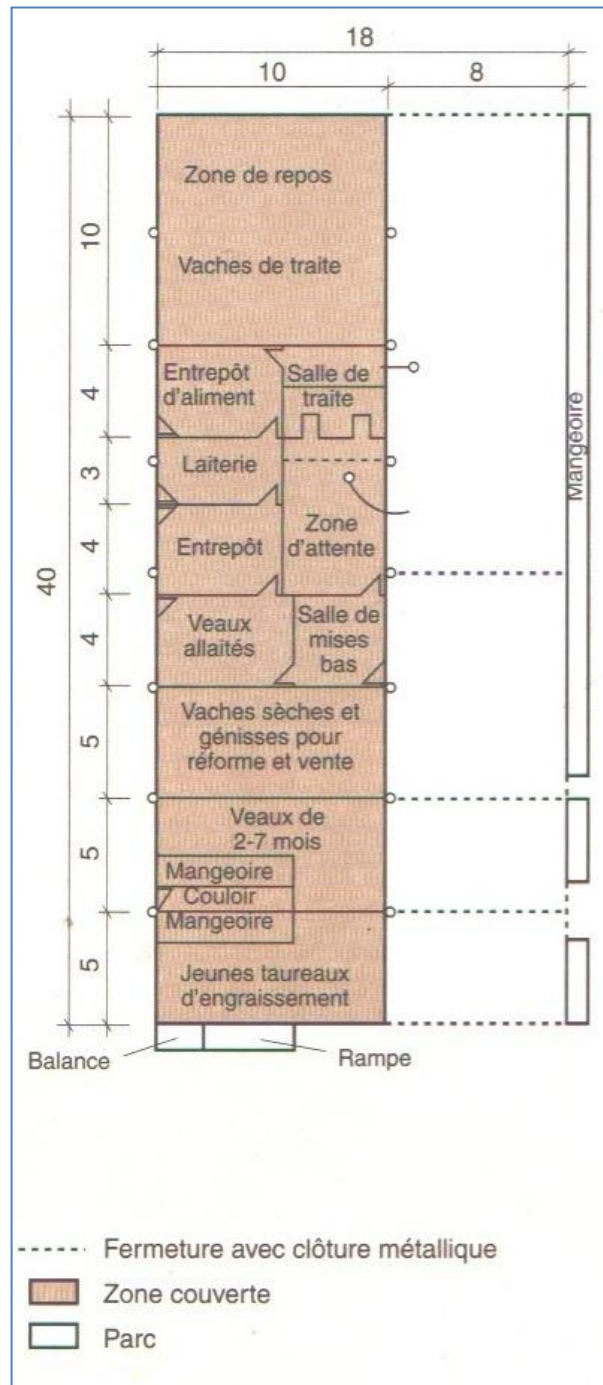 18
10
8
Zone de repos
Vaches de traite
10
Entrepôt
d'aliment
Salle de
traite
4
Mangeoire
Laiterie
3
Entrepôt
Zone
d'attente
4
40
Veaux
allaités
Salle de
mises
bas
4
Vaches sèches et
génisses pour
réforme et vente
5
Veaux de
2-7 mois
Mangeoire
Couloir
Mangeoire
5
Jeunes taureaux
d'engraissement
5
Balance
Rampe
Fermeture avec clôture métallique
Zone couverte
Parc